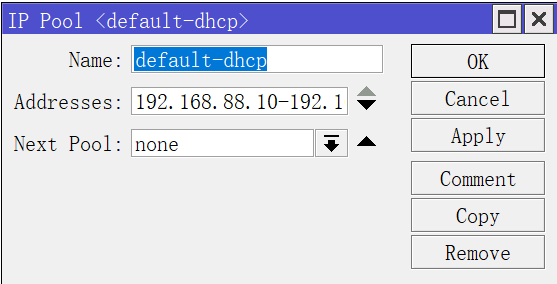 IP Pool <default-dhcp>
Name: default-dhcp
OK
Addresses: 192.168.88.10-192.1
Cancel
Apply
Next Pool: none
Comment
Copy
Remove